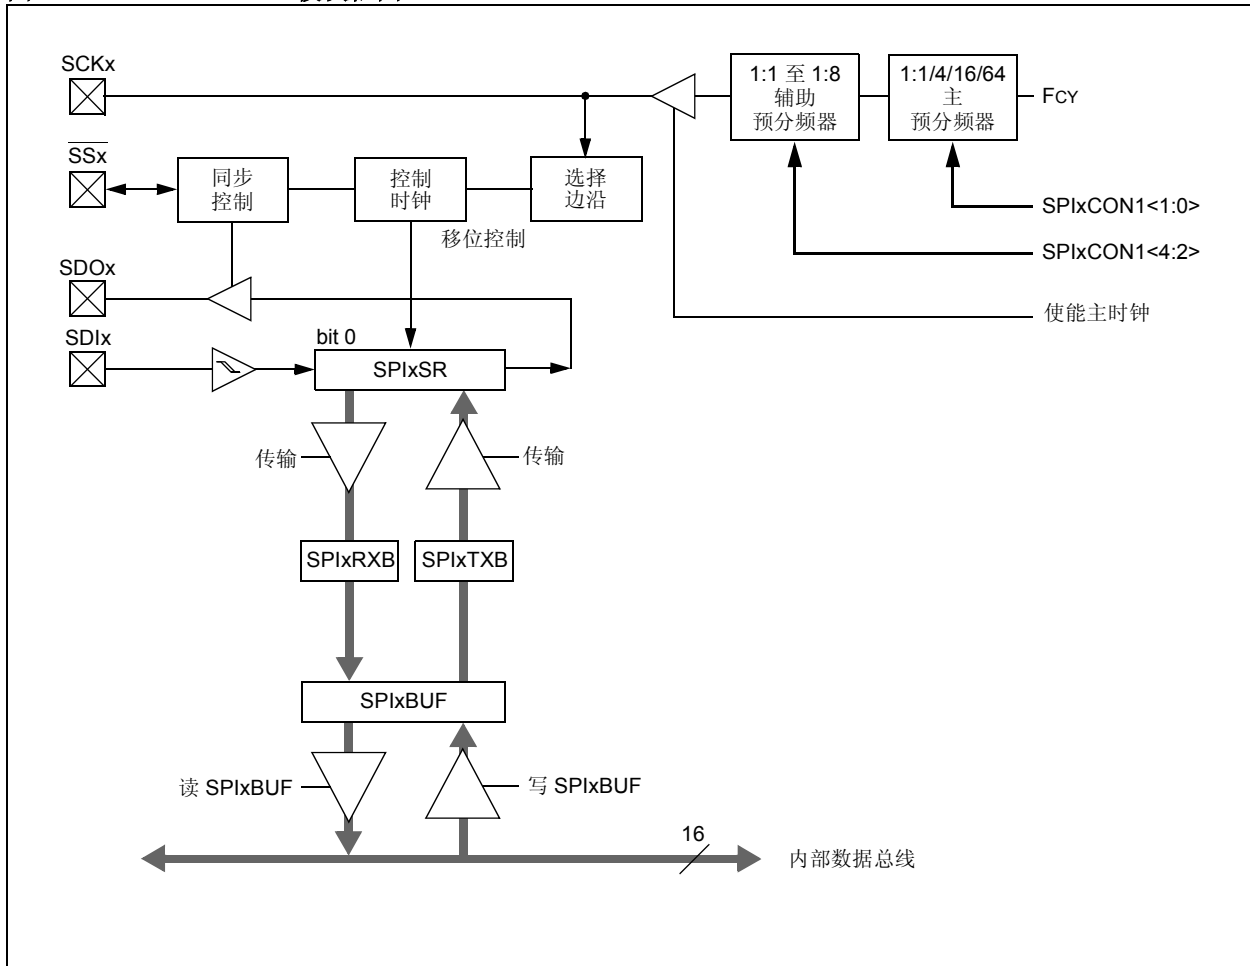 SCKx
1:1 至 1:8
辅助
预分频器
1:1/4/16/64
主
预分频器
FCY
SSx
同步
控制
控制
时钟
选择
边沿
移位控制
SPIxCON1<1:0>
SPIxCON1<4:2>
使能主时钟
SDOx
SDIx
bit 0
SPIxSR
传输
传输
SPIxRXB
SPIxTXB
SPIxBUF
读 SPIxBUF
写 SPIxBUF
16
内部数据总线